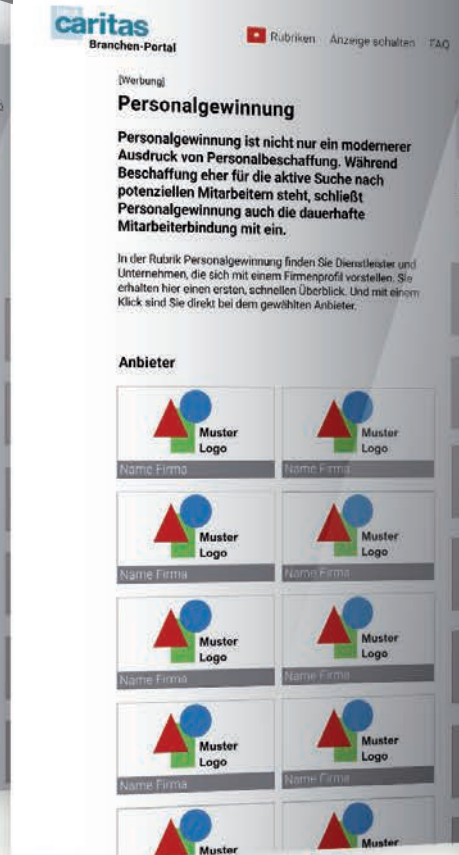 neue
caritas
Branchen-Portal
Rubriken Anzeige schalten FAQ
[Werbung]
Personalgewinnung
Personalgewinnung ist nicht nur ein modernerer
Ausdruck von Personalbeschaffung. Während
Beschaffung eher für die aktive Suche nach
potenziellen Mitarbeitern steht, schließt
Personalgewinnung auch die dauerhafte
Mitarbeiterbindung mit ein.
In der Rubrik Personalgewinnung finden Sie Dienstleister und
Unternehmen, die sich mit einem Firmenprofil vorstellen. Sie
erhalten hier einen ersten, schnellen Überblick. Und mit einem
Klick sind Sie direkt bei dem gewählten Anbieter.
Anbieter
Muster Logo Muster Logo
Name Firma Name Firma
Muster Logo Muster Logo
Name Firma Name Firma
Muster Logo Muster Logo
Name Firma Name Firma
Muster Logo Muster Logo
Name Firma Name Firma
Muster Muster